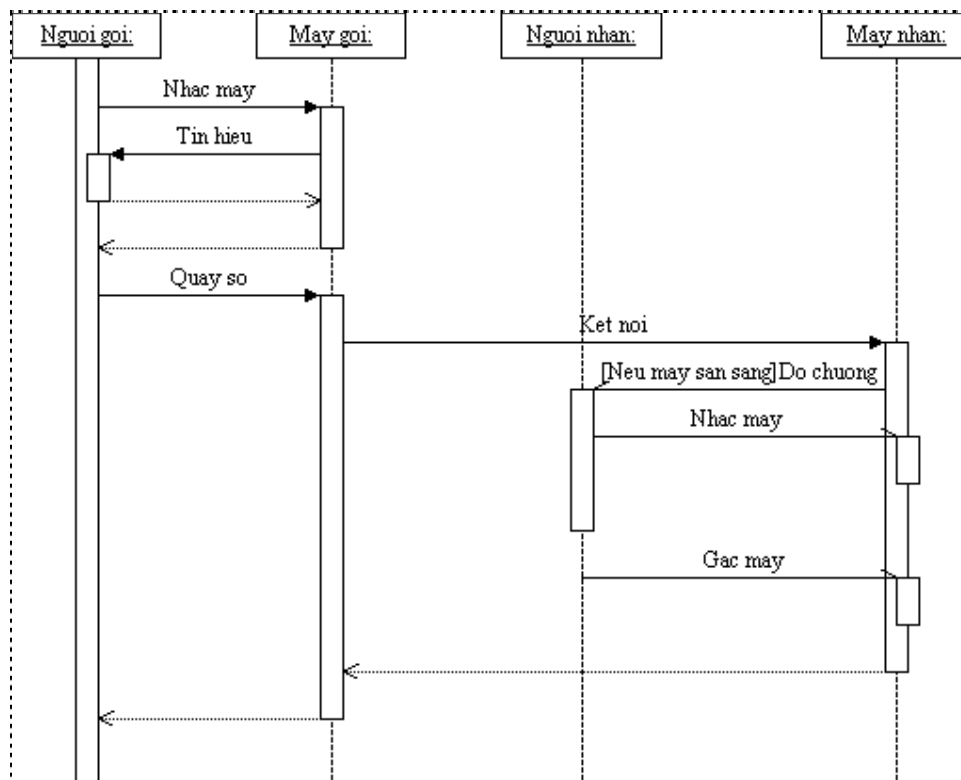 Nguoi goi:
May goi:
Nguoi nhan:
May nhan:
Nhac may
Tin hieu
Quay so
Ket noi
[Neu may san sang]Do chuong
Nhac may
Gac may